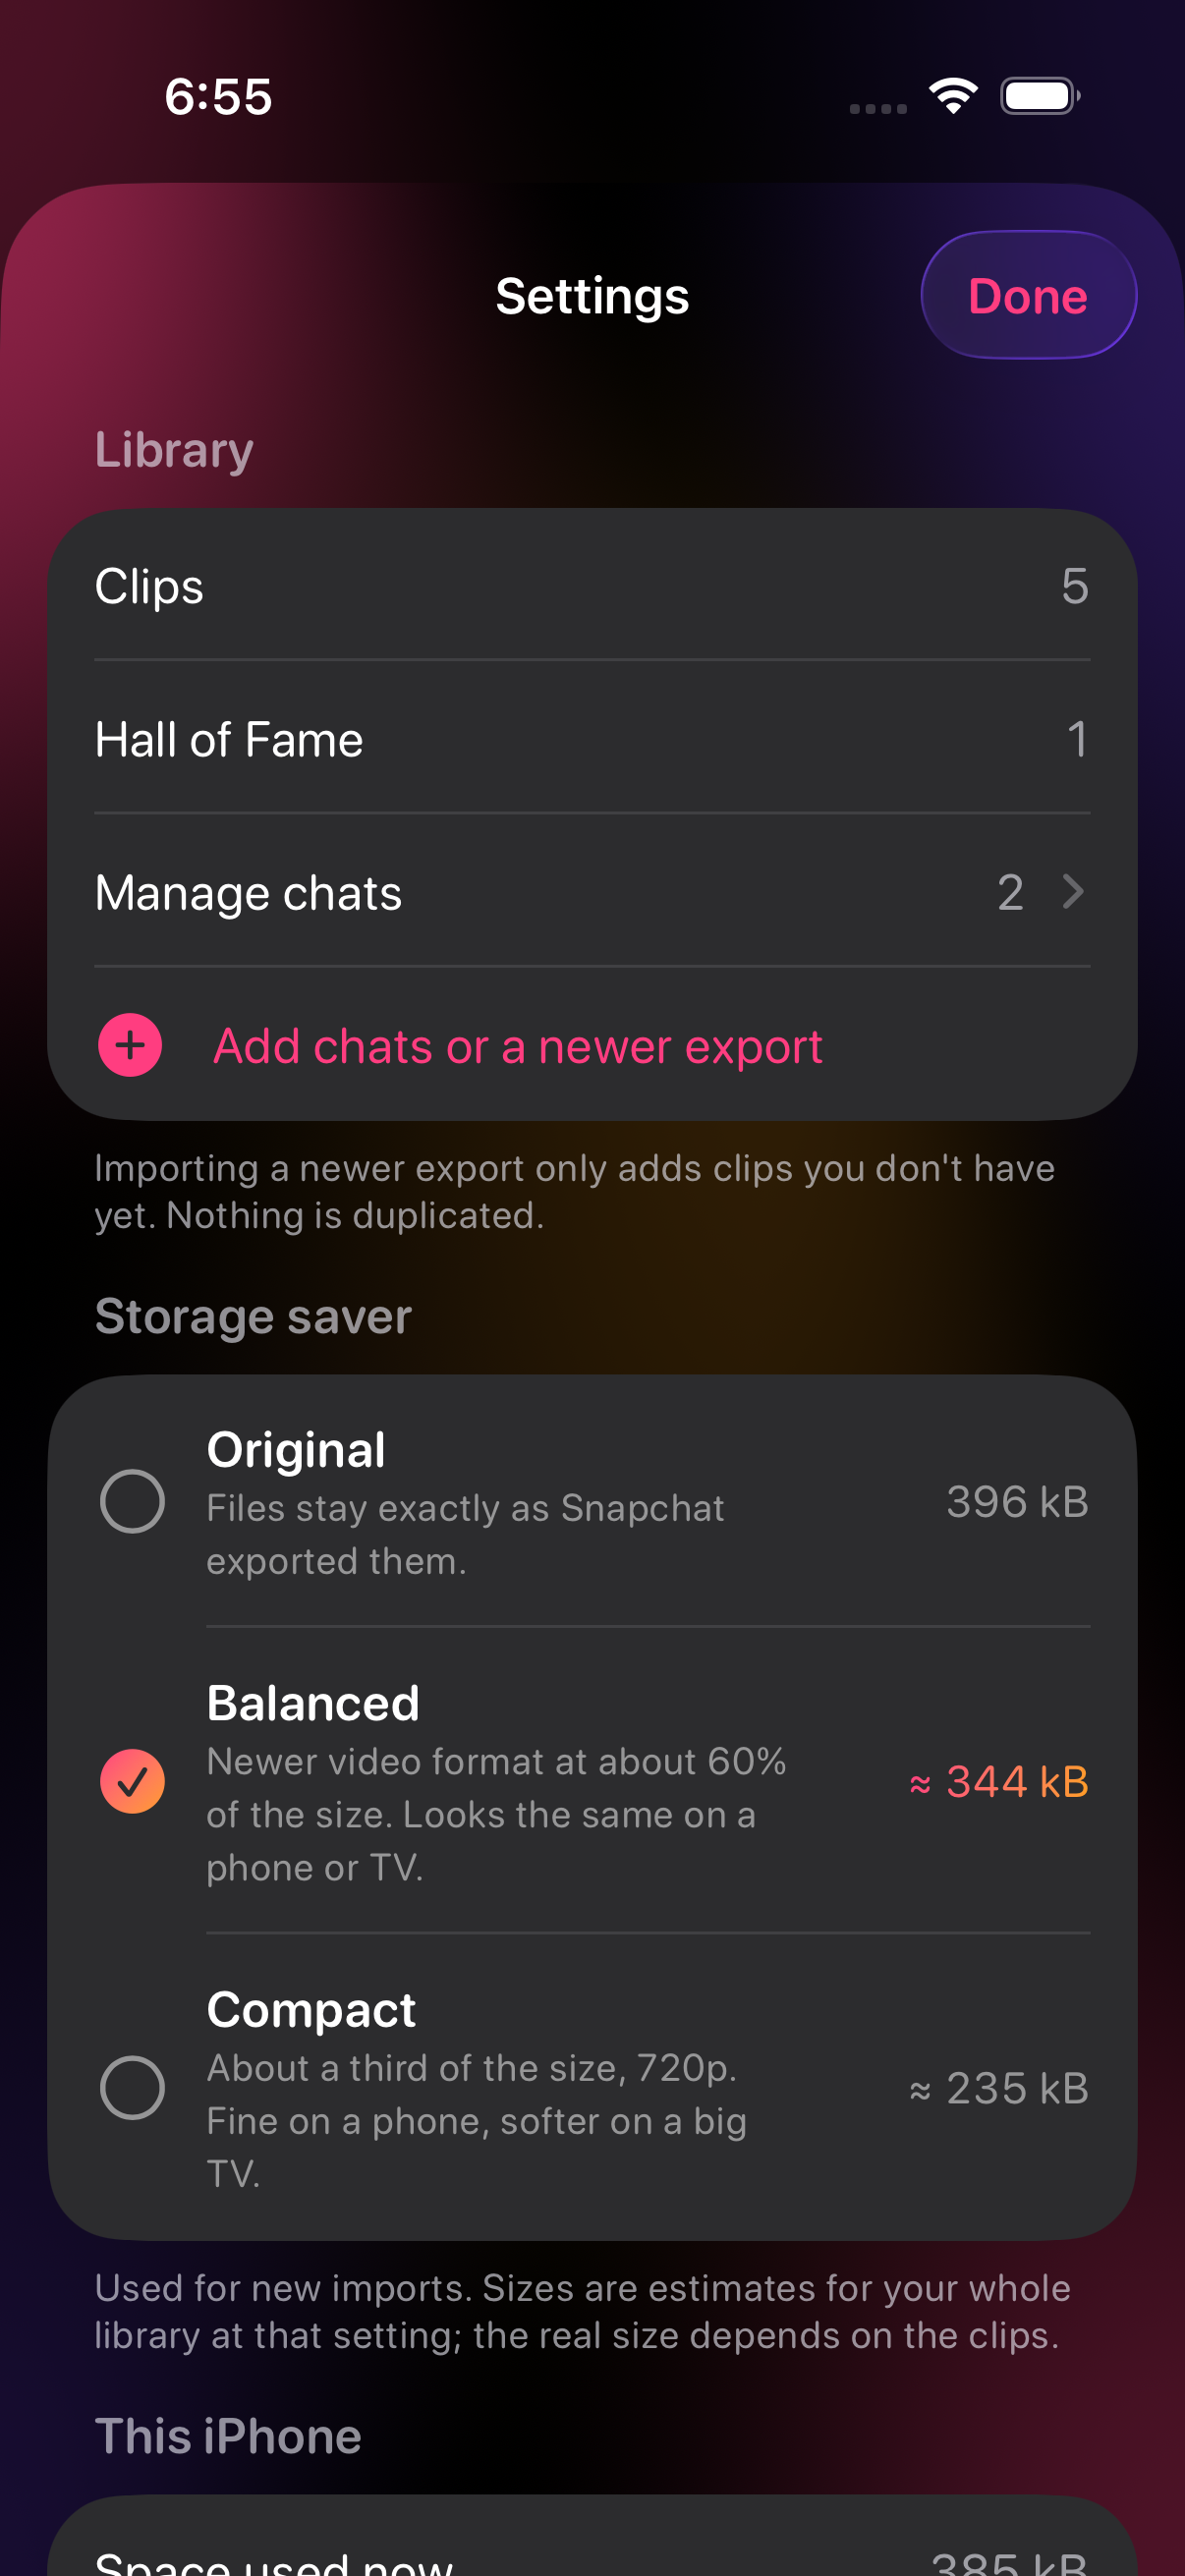 6:55
Settings
Done
Library
Clips 5
Hall of Fame 1
Manage chats 2
Add chats or a newer export
Importing a newer export only adds clips you don't have
yet. Nothing is duplicated.
Storage saver
Original
Files stay exactly as Snapchat
exported them.
396 kB
Balanced
Newer video format at about 60%
of the size. Looks the same on a
phone or TV.
≈ 344 kB
Compact
About a third of the size, 720p.
Fine on a phone, softer on a big
TV.
≈ 235 kB
Used for new imports. Sizes are estimates for your whole
library at that setting; the real size depends on the clips.
This iPhone
Space used now 385 kB